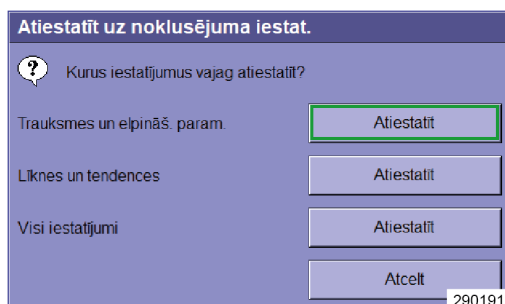 Atiestatīt uz noklusējuma iestat.
Kurus iestatījumus vajag atiestatīt?
Trauksmes un elpināš. param. Atiestatīt
Līknes un tendences Atiestatīt
Visi iestatījumi Atiestatīt
Atcelt
290191